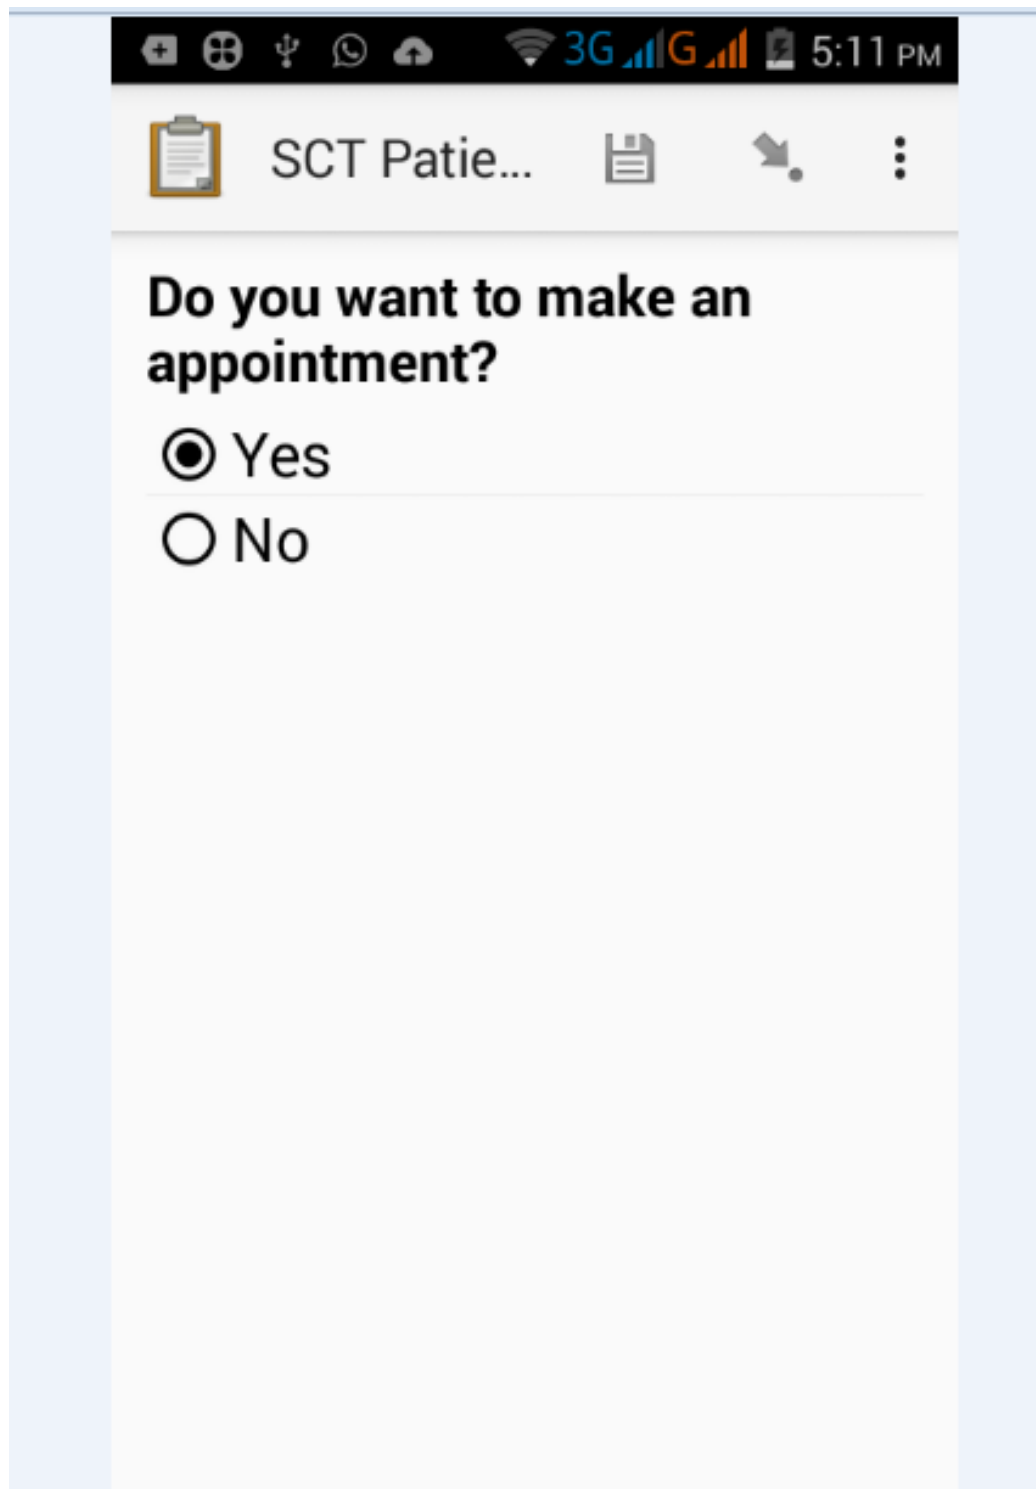 3G G 5:11 PM
SCT Patie...
Do you want to make an
appointment?
Yes
No